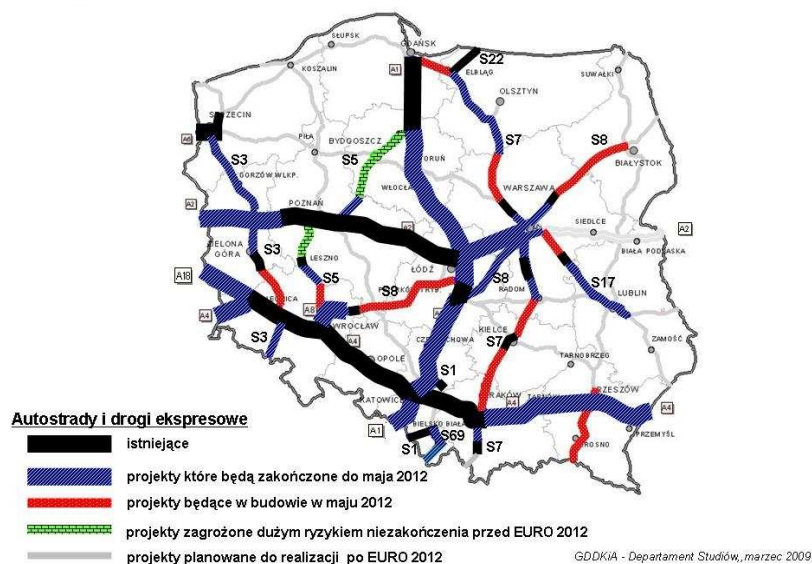 SŁUPSK
GDAŃSK
S22
KOSZALIN
A1
ELBLĄG
SUWAŁKI
OLSZTYN
SZCZECIN
A6
PIŁA
BYDGOSZCZ
S7
S8
S3
S5
TORUŃ
BIAŁYSTOK
GORZÓW WLKP.
WŁOCŁ
WARSZAWA
POZNAŃ
A2
A2
SIEDLCE
A2
ZIELONA
GÓRA
S3
BIAŁA PODLASKA
LESZNO
ŁÓDŹ
A18
S5
S8
S8
RADOM
S17
LUBLIN
A8
A4
WROCŁAW
S3
A4
KIELCE
S7
ZAMOŚĆ
OPOLE
TARNOBRZEG
S1
KRAKÓW
A4
RZESZÓW
KATOWICE
A4
A1
BIELSKO BIAŁA
S69
S1
S7
PRZEMYŚL
Autostrady i drogi ekspresowe
istniejące
projekty które będą zakończone do maja 2012
projekty będące w budowie w maju 2012
projekty zagrożone dużym ryzykiem niezakończenia przed EURO 2012
projekty planowane do realizacji po EURO 2012
GDDKiA - Departament Studiów,,marzec 2009